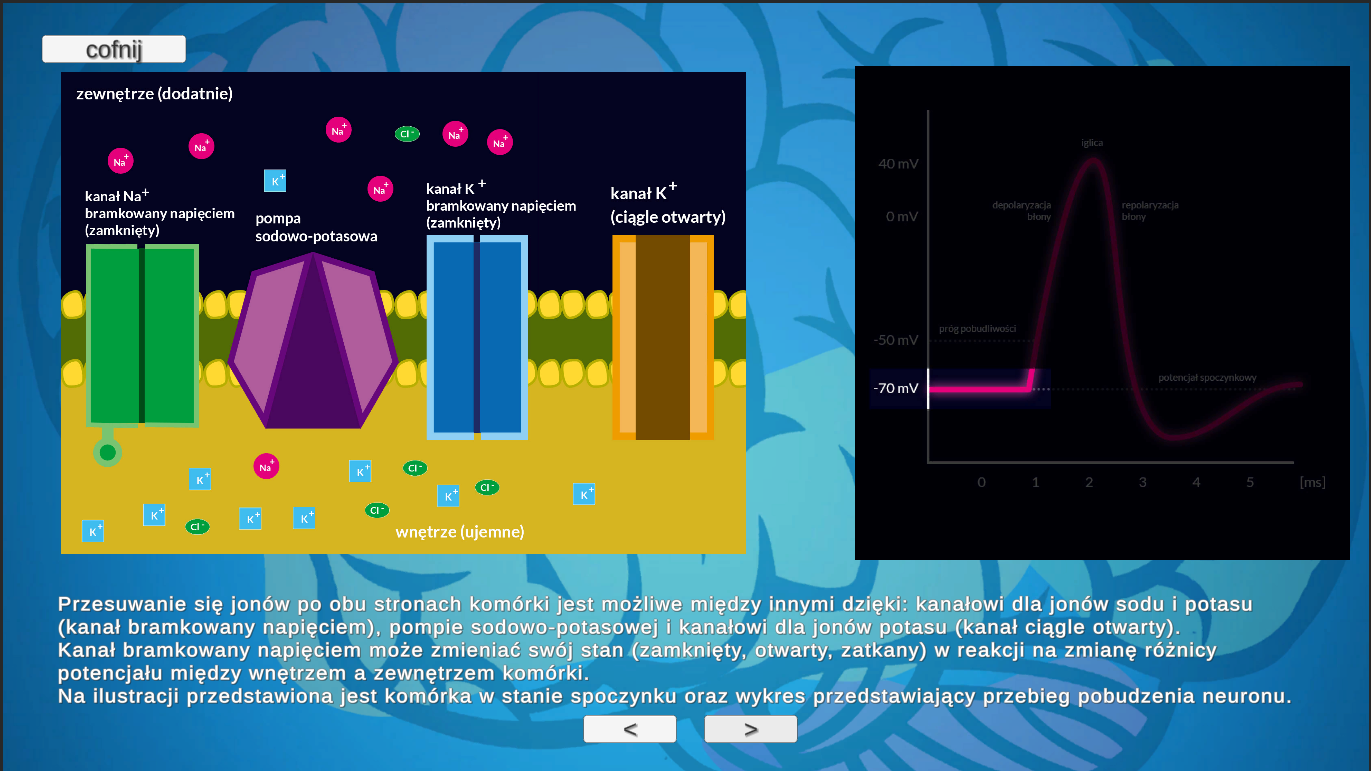 cofnij
zewnętrze (dodatnie)
Na+
Na+
Na+
Cl-
Na+
Na+
K+
Na+
kanał Na+
bramkowany napięciem
(zamknięty)
pompa
sodowo-potasowa
kanał K +
bramkowany napięciem
(zamknięty)
kanał K+
(ciągle otwarty)
Na+
K+
K+
Cl-
K+
Cl-
K+
K+
Cl-
K+
K+
Cl-
K+
wnętrze (ujemne)
iglica
40 mV
depolaryzacja
błony
repolaryzacja
błony
0 mV
próg pobudliwości
-50 mV
potencjał spoczynkowy
-70 mV
0 1 2 3 4 5 [ms]
Przesuwanie się jonów po obu stronach komórki jest możliwe między innymi dzięki: kanałowi dla jonów sodu i potasu
(kanał bramkowany napięciem), pompie sodowo-potasowej i kanałowi dla jonów potasu (kanał ciągle otwarty).
Kanał bramkowany napięciem może zmieniać swój stan (zamknięty, otwarty, zatkany) w reakcji na zmianę różnicy
potencjału między wnętrzem a zewnętrzem komórki.
Na ilustracji przedstawiona jest komórka w stanie spoczynku oraz wykres przedstawiający przebieg pobudzenia neuronu.
< >